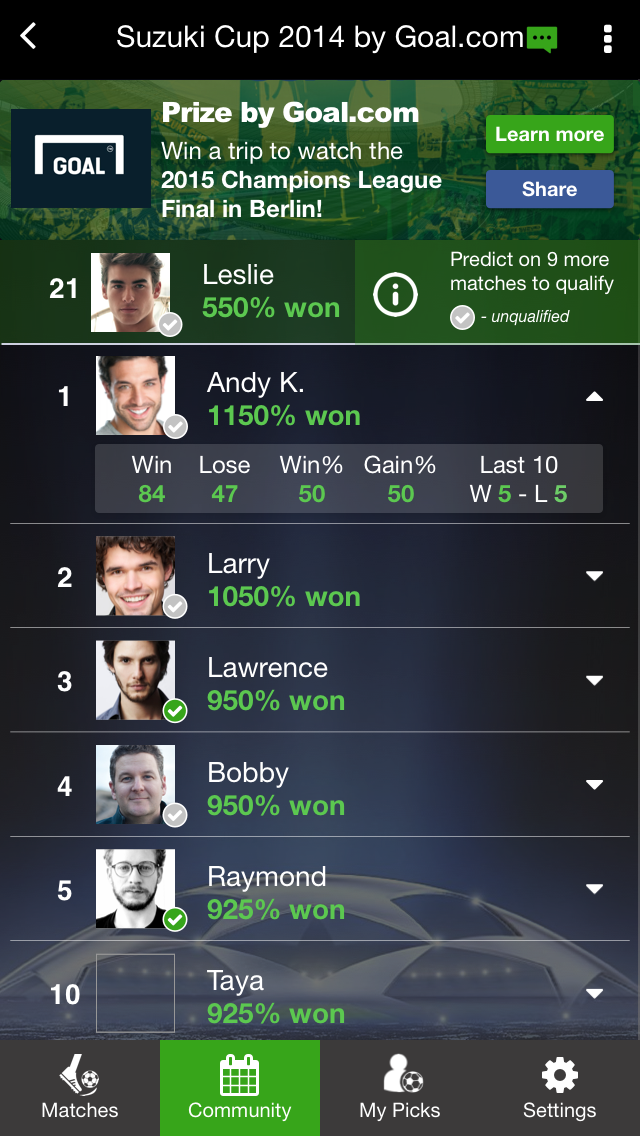 Suzuki Cup 2014 by Goal.com
GOAL
Prize by Goal.com
Win a trip to watch the
2015 Champions League
Final in Berlin!
Learn more
Share
21
Leslie
550% won
Predict on 9 more
matches to qualify
- unqualified
1
Andy K.
1150% won
Win Lose Win% Gain% Last 10
84 47 50 50 W 5 - L 5
2
Larry
1050% won
3
Lawrence
950% won
4
Bobby
950% won
5
Raymond
925% won
10
Taya
925% won
Matches Community My Picks Settings